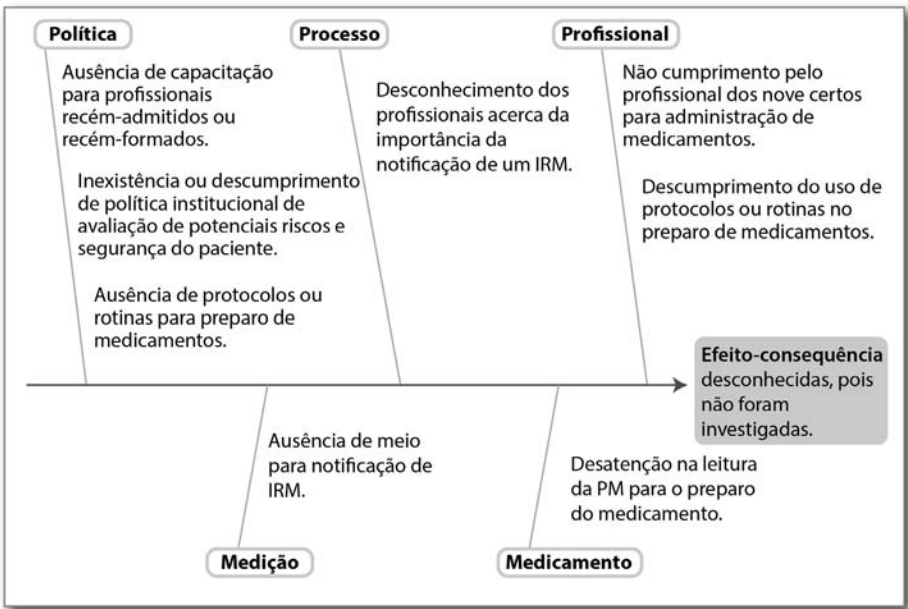 Política
Ausência de capacitação
para profissionais
recém-admitidos ou
recém-formados.
Inexistência ou descumprimento
de política institucional de
avaliação de potenciais riscos e
segurança do paciente.
Ausência de protocolos ou
rotinas para preparo de
medicamentos.
Processo
Desconhecimento dos
profissionais acerca da
importância da
notificação de um IRM.
Profissional
Não cumprimento pelo
profissional dos nove certos
para administração de
medicamentos.
Descumprimento do uso de
protocolos ou rotinas no
preparo de medicamentos.
Efeito-consequência
desconhecidas, pois
não foram
investigadas.
Ausência de meio
para notificação de
IRM.
Medição
Desatenção na leitura
da PM para o preparo
do medicamento.
Medicamento